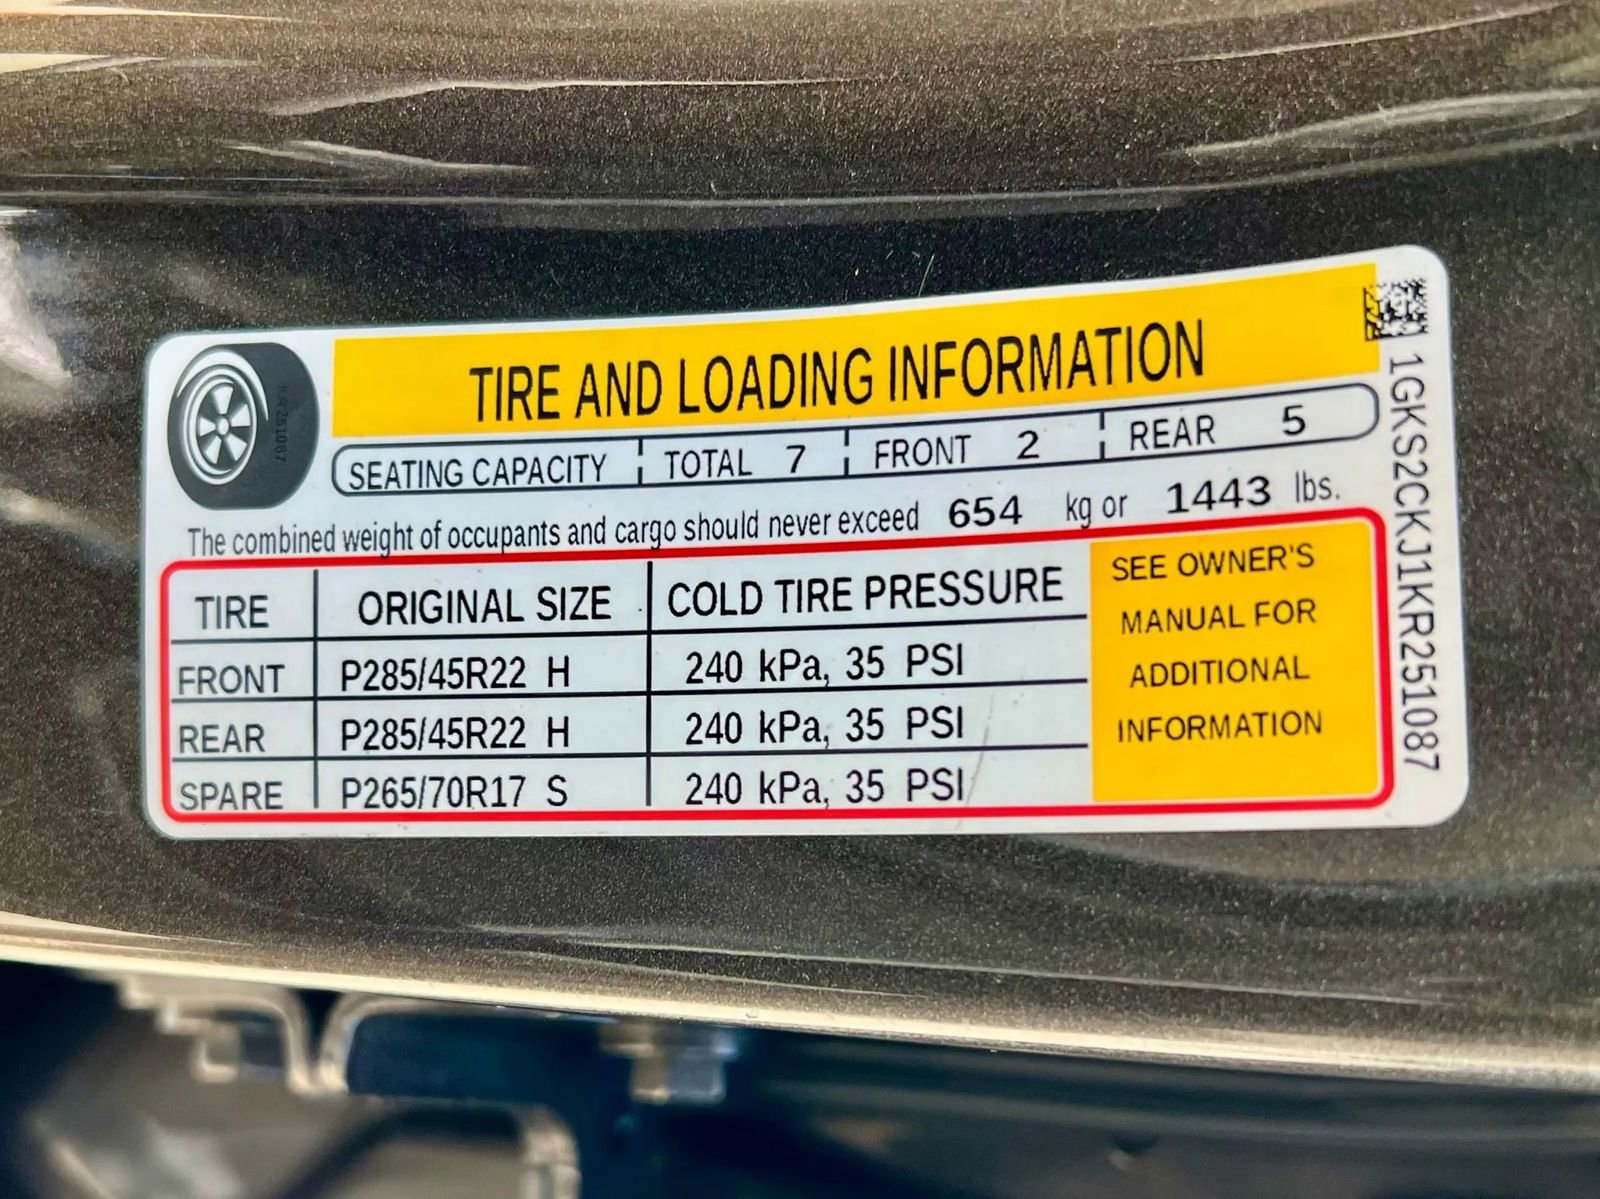 TIRE AND LOADING INFORMATION
SEATING CAPACITY TOTAL 7 FRONT 2 REAR 5
The combined weight of occupants and cargo should never exceed 654 kg or 1443 lbs.
TIRE ORIGINAL SIZE COLD TIRE PRESSURE
FRONT P285/45R22 H 240 kPa, 35 PSI
REAR P285/45R22 H 240 kPa, 35 PSI
SPARE P265/70R17 S 240 kPa, 35 PSI
SEE OWNER'S
MANUAL FOR
ADDITIONAL
INFORMATION
1GKS2CKJ1KR251087
KR251087